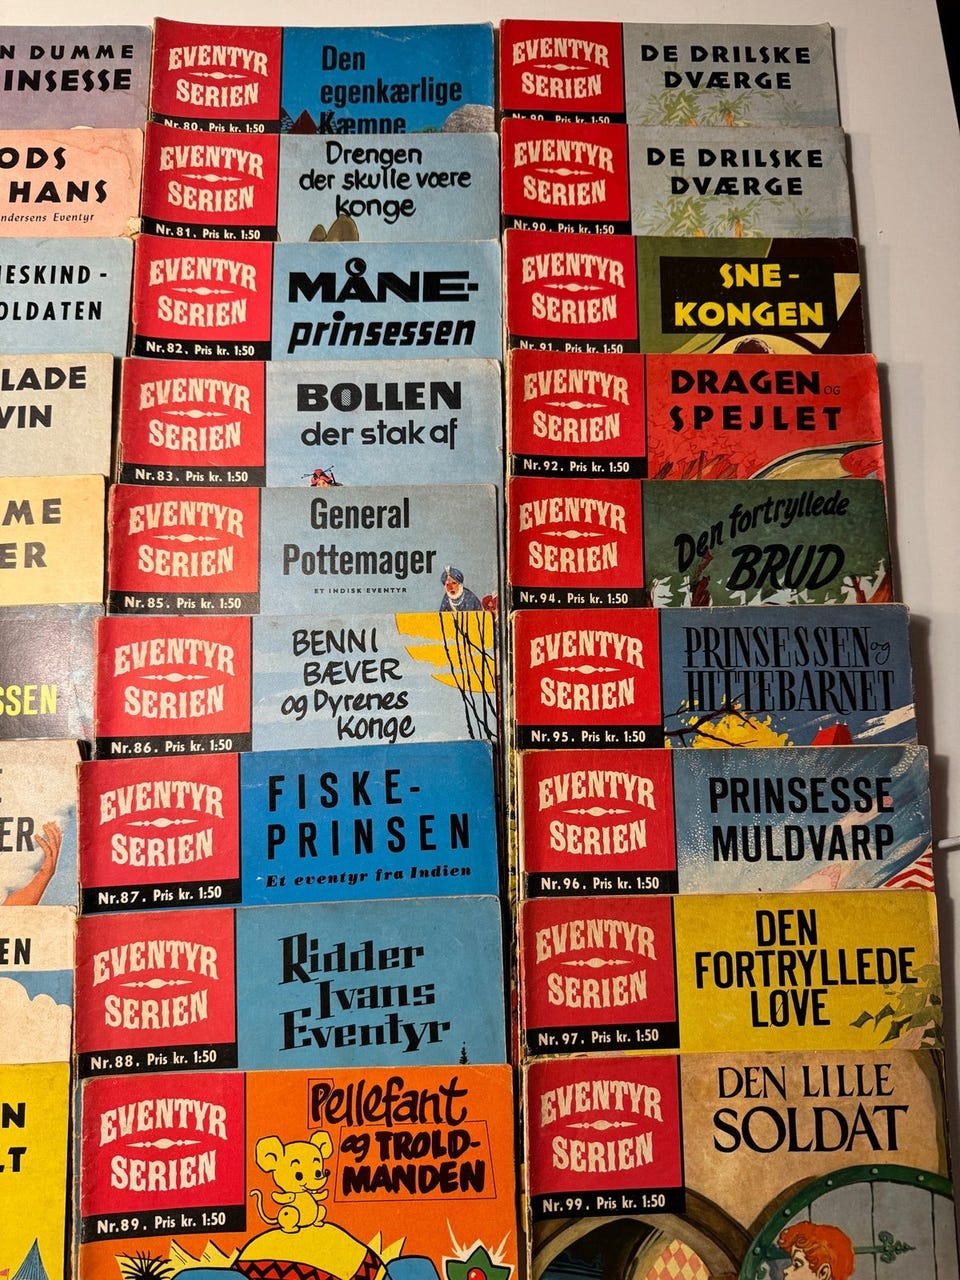 N DUMME
INSESSE
ODS
HANS
ndersens Eventyr
ESKIND -
OLDATEN
LADE
VIN
ME
ER
SSEN
ER
EN
N
LT
EVENTYR
SERIEN
Nr. 80. Pris kr. 1:50
Den
egenkærlige
Kæmpe
EVENTYR
SERIEN
Nr. 81. Pris kr. 1:50
Drengen
der skulle være
konge
EVENTYR
SERIEN
Nr. 82. Pris kr. 1:50
MÅNE-
prinsessen
EVENTYR
SERIEN
Nr. 83. Pris kr. 1:50
BOLLEN
der stak af
EVENTYR
SERIEN
Nr. 85. Pris kr. 1:50
General
Pottemager
ET INDISK EVENTYR
EVENTYR
SERIEN
Nr. 86. Pris kr. 1:50
BENNI
BÆVER
og Dyrenes
Konge
EVENTYR
SERIEN
Nr. 87. Pris kr. 1:50
FISKE-
PRINSEN
Et eventyr fra Indien
EVENTYR
SERIEN
Nr. 88. Pris kr. 1:50
Ridder
Ivans
Eventyr
EVENTYR
SERIEN
Nr. 89. Pris kr. 1:50
Pellefant
og TROLD-
MANDEN
EVENTYR
SERIEN
Nr. 90. Pris kr. 1:50
DE DRILSKE
DVÆRGE
EVENTYR
SERIEN
Nr. 90. Pris kr. 1:50
DE DRILSKE
DVÆRGE
EVENTYR
SERIEN
Nr. 91. Pris kr. 1:50
SNE-
KONGEN
EVENTYR
SERIEN
Nr. 92. Pris kr. 1:50
DRAGEN OG
SPEJLET
EVENTYR
SERIEN
Nr. 94. Pris kr. 1:50
Den fortryllede
BRUD
EVENTYR
SERIEN
Nr. 95. Pris kr. 1:50
PRINSESSEN og
HITTEBARNET
EVENTYR
SERIEN
Nr. 96. Pris kr. 1:50
PRINSESSE
MULDVARP
EVENTYR
SERIEN
Nr. 97. Pris kr. 1:50
DEN
FORTRYLLEDE
LØVE
EVENTYR
SERIEN
Nr. 99. Pris kr. 1:50
DEN LILLE
SOLDAT